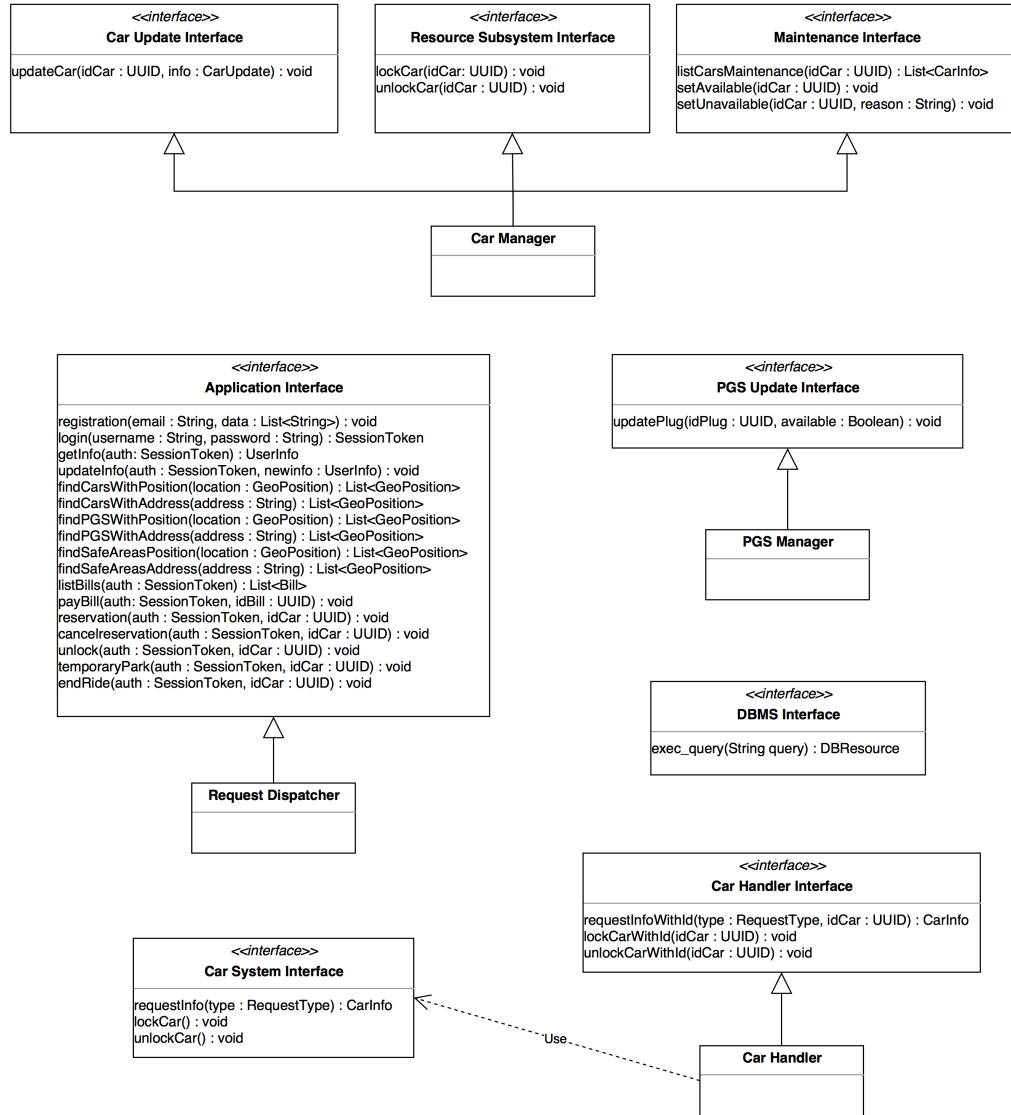 <<interface>>
Car Update Interface
updateCar(idCar : UUID, info : CarUpdate) : void
<<interface>>
Resource Subsystem Interface
lockCar(idCar: UUID) : void
unlockCar(idCar : UUID) : void
<<interface>>
Maintenance Interface
listCarsMaintenance(idCar : UUID) : List<CarInfo>
setAvailable(idCar : UUID) : void
setUnavailable(idCar : UUID, reason : String) : void
Car Manager
<<interface>>
Application Interface
registration(email : String, data : List<String>) : void
login(username : String, password : String) : SessionToken
getInfo(auth: SessionToken) : UserInfo
updateInfo(auth : SessionToken, newinfo : UserInfo) : void
findCarsWithPosition(location : GeoPosition) : List<GeoPosition>
findCarsWithAddress(address : String) : List<GeoPosition>
findPGSWithPosition(location : GeoPosition) : List<GeoPosition>
findPGSWithAddress(address : String) : List<GeoPosition>
findSafeAreasPosition(location : GeoPosition) : List<GeoPosition>
findSafeAreasAddress(address : String) : List<GeoPosition>
listBills(auth : SessionToken) : List<Bill>
payBill(auth: SessionToken, idBill : UUID) : void
reservation(auth : SessionToken, idCar : UUID) : void
cancelreservation(auth : SessionToken, idCar : UUID) : void
unlock(auth : SessionToken, idCar : UUID) : void
temporaryPark(auth : SessionToken, idCar : UUID) : void
endRide(auth : SessionToken, idCar : UUID) : void
Request Dispatcher
<<interface>>
PGS Update Interface
updatePlug(idPlug : UUID, available : Boolean) : void
PGS Manager
<<interface>>
DBMS Interface
exec_query(String query) : DBResource
<<interface>>
Car Handler Interface
requestInfoWithId(type : RequestType, idCar : UUID) : CarInfo
lockCarWithId(idCar : UUID) : void
unlockCarWithId(idCar : UUID) : void
<<interface>>
Car System Interface
requestInfo(type : RequestType) : CarInfo
lockCar() : void
unlockCar() : void
Use
Car Handler